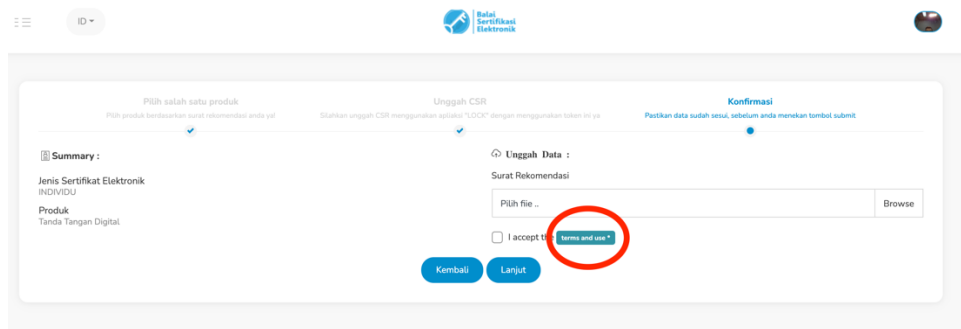 ID
Balai
Sertifikasi
Elektronik
Pilih salah satu produk
Pilih produk berdasarkan surat rekomendasi anda ya!
Unggah CSR
Silahkan unggah CSR menggunakan apliaksi "LOCK" dengan menggunakan token ini ya
Konfirmasi
Pastikan data sudah sesui, sebelum anda menekan tombol submit
Summary :
Jenis Sertifikat Elektronik
INDIVIDU
Produk
Tanda Tangan Digital
Unggah Data :
Surat Rekomendasi
Pilih fiie ..
Browse
I accept the terms and use *
Kembali
Lanjut